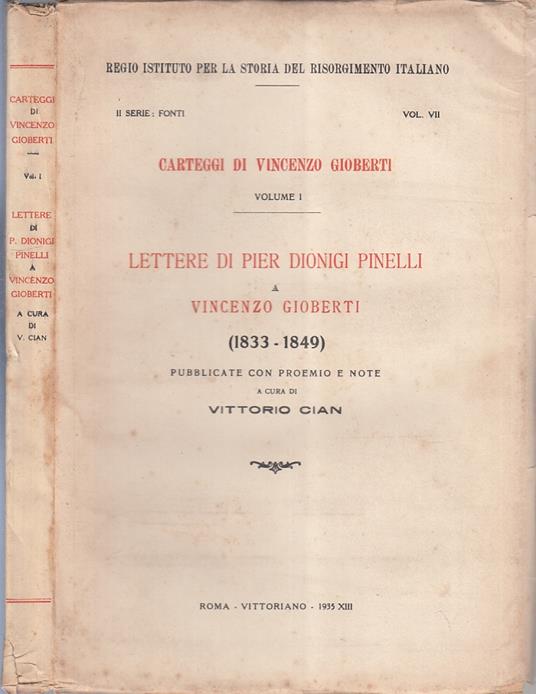 CARTEGGI
DI
VINCENZO
GIOBERTI
Vol. I
LETTERE
DI
P. DIONIGI
PINELLI
A
VINCENZO
GIOBERTI
A CURA
DI
V. CIAN
REGIO ISTITUTO PER LA STORIA DEL RISORGIMENTO ITALIANO
II SERIE: FONTI VOL. VII
CARTEGGI DI VINCENZO GIOBERTI
VOLUME I
LETTERE DI PIER DIONIGI PINELLI
A
VINCENZO GIOBERTI
(1833 - 1849)
PUBBLICATE CON PROEMIO E NOTE
A CURA DI
VITTORIO CIAN
ROMA - VITTORIANO - 1935 XIII